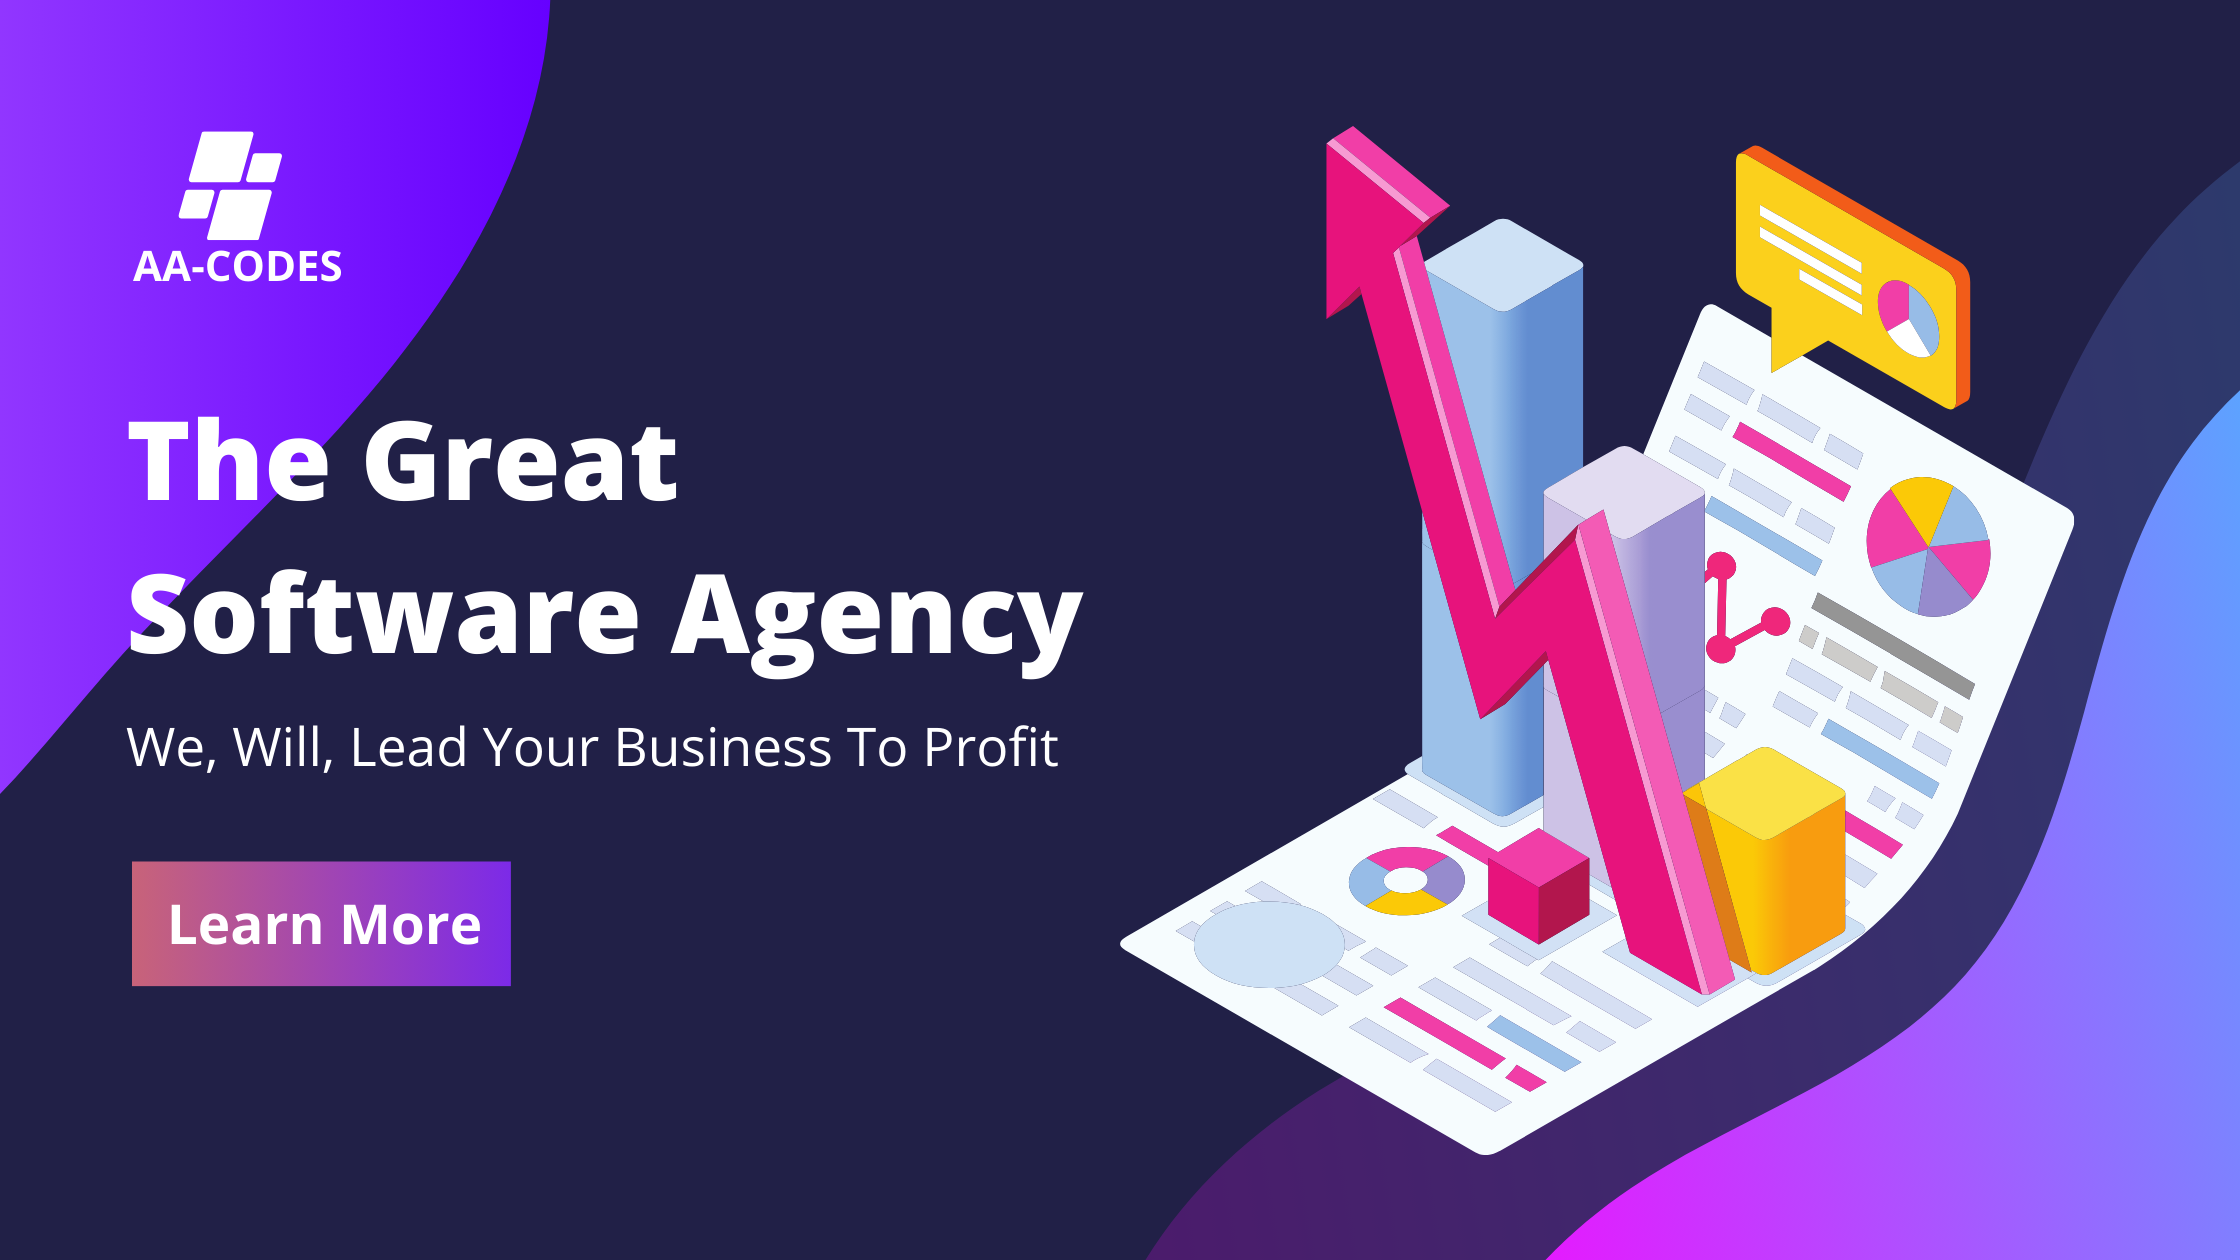 AA-CODES
The Great
Software Agency
We, Will, Lead Your Business To Profit
Learn More